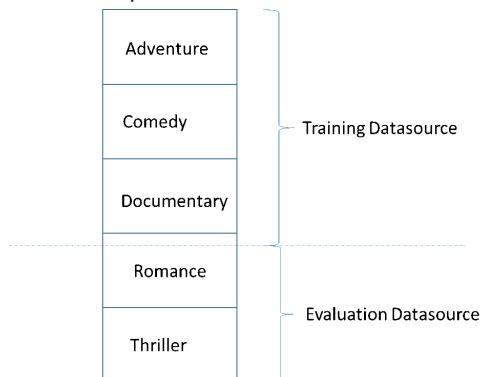 Adventure
Comedy
Training Datasource
Documentary
Romance
Evaluation Datasource
Thriller